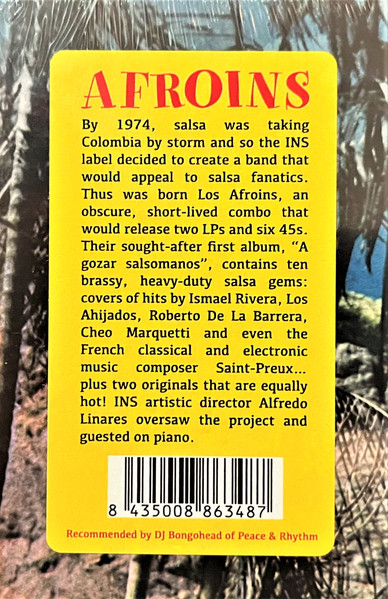 AFROINS
By 1974, salsa was taking
Colombia by storm and so the INS
label decided to create a band that
would appeal to salsa fanatics.
Thus was born Los Afroins, an
obscure, short-lived combo that
would release two LPs and six 45s.
Their sought-after first album, “A
gozar salsomanos”, contains ten
brassy, heavy-duty salsa gems:
covers of hits by Ismael Rivera, Los
Ahijados, Roberto De La Barrera,
Cheo Marquetti and even the
French classical and electronic
music composer Saint-Preux...
plus two originals that are equally
hot! INS artistic director Alfredo
Linares oversaw the project and
guested on piano.
8 435008 863487
Recommended by DJ Bongohead of Peace & Rhythm